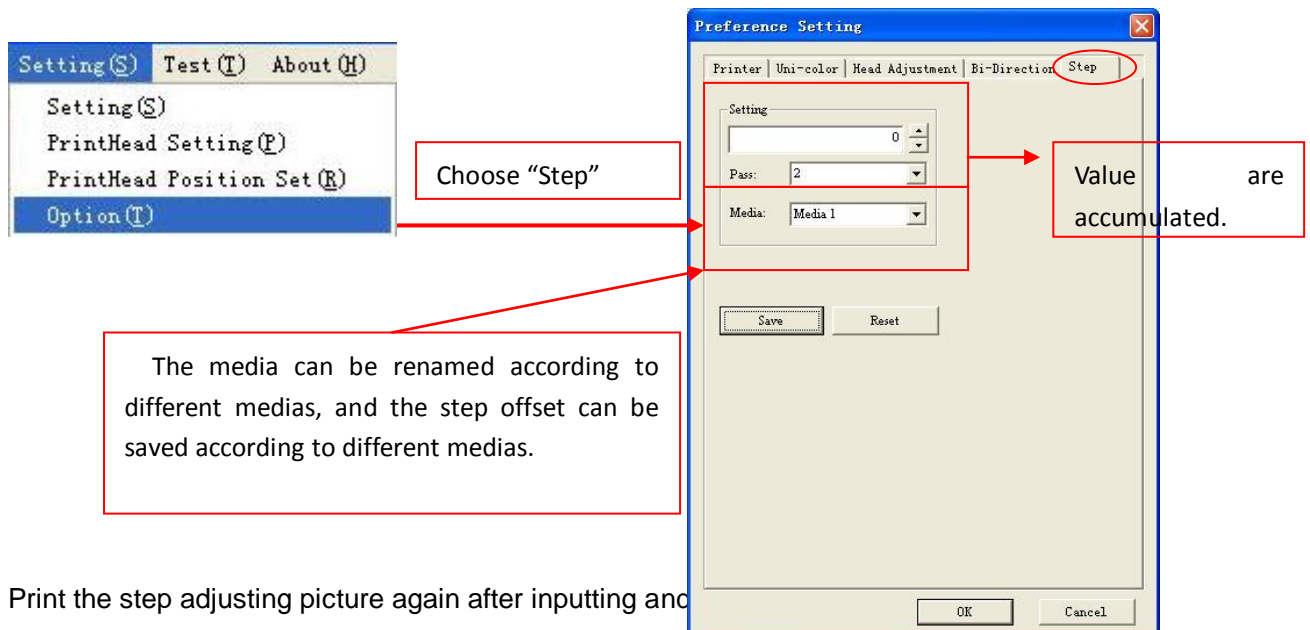 Preference Setting
Setting(S) Test(T) About(H)
Printer Uni-color Head Adjustment Bi-Direction Step
Setting(S)
PrintHead Setting(P)
PrintHead Position Set(R)
Option(T)
Choose “Step”
Setting
0
Pass: 2
Media: Media 1
Value are
accumulated.
Save Reset
The media can be renamed according to
different medias, and the step offset can be
saved according to different medias.
Print the step adjusting picture again after inputting and
OK Cancel